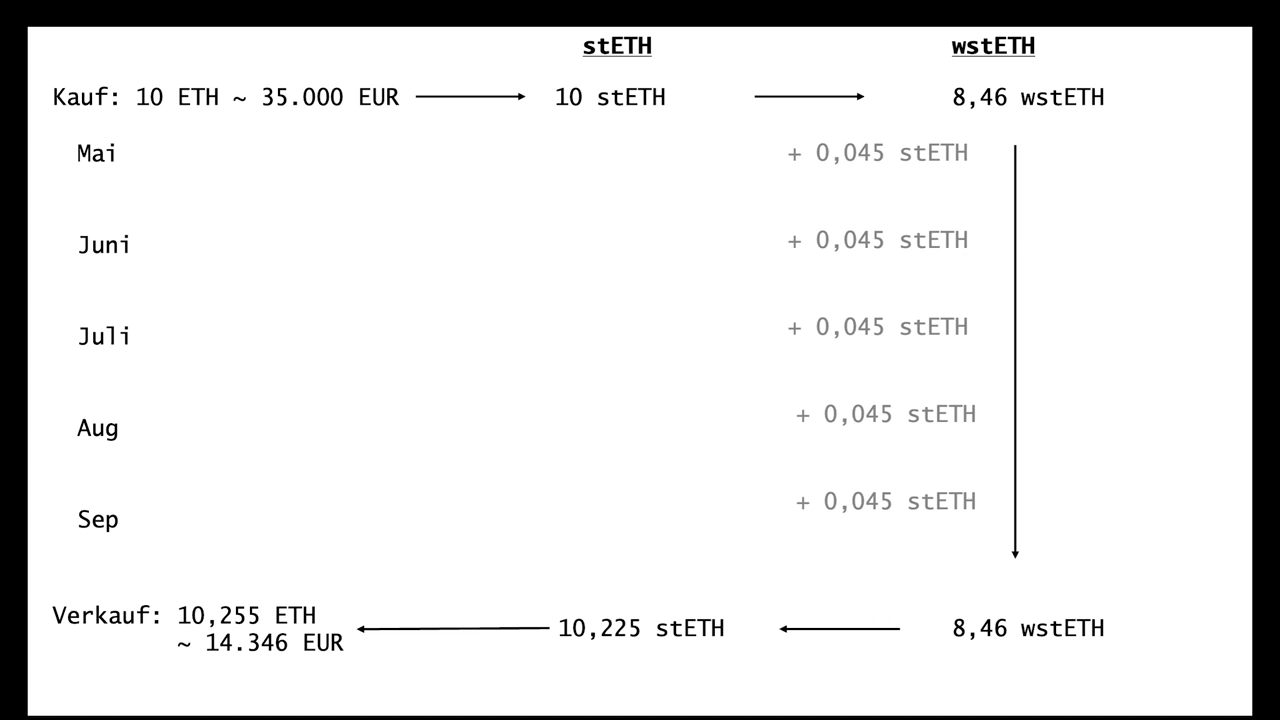 stETH wstETH
Kauf: 10 ETH ~ 35.000 EUR 10 stETH 8,46 wstETH
Mai + 0,045 stETH
Juni + 0,045 stETH
Juli + 0,045 stETH
Aug + 0,045 stETH
Sep + 0,045 stETH
Verkauf: 10,255 ETH 10,225 stETH 8,46 wstETH
~ 14.346 EUR